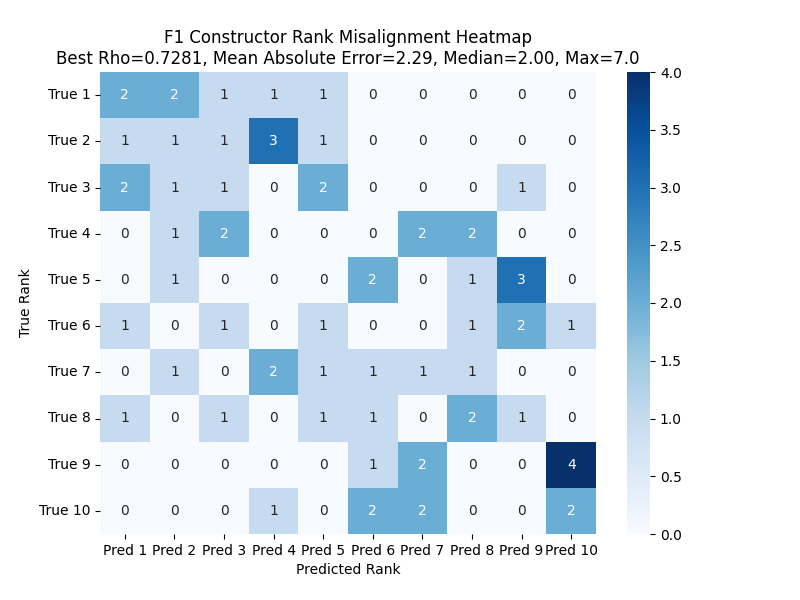 F1 Constructor Rank Misalignment Heatmap
Best Rho=0.7281, Mean Absolute Error=2.29, Median=2.00, Max=7.0
True 1 2 2 1 1 1 0 0 0 0 0
True 2 1 1 1 3 1 0 0 0 0 0
True 3 2 1 1 0 2 0 0 0 1 0
True 4 0 1 2 0 0 0 2 2 0 0
True 5 0 1 0 0 0 2 0 1 3 0
True 6 1 0 1 0 1 0 0 1 2 1
True 7 0 1 0 2 1 1 1 1 0 0
True 8 1 0 1 0 1 1 0 2 1 0
True 9 0 0 0 0 0 1 2 0 0 4
True 10 0 0 0 1 0 2 2 0 0 2
Pred 1 Pred 2 Pred 3 Pred 4 Pred 5 Pred 6 Pred 7 Pred 8 Pred 9 Pred 10
Predicted Rank
True Rank
4.0
3.5
3.0
2.5
2.0
1.5
1.0
0.5
0.0